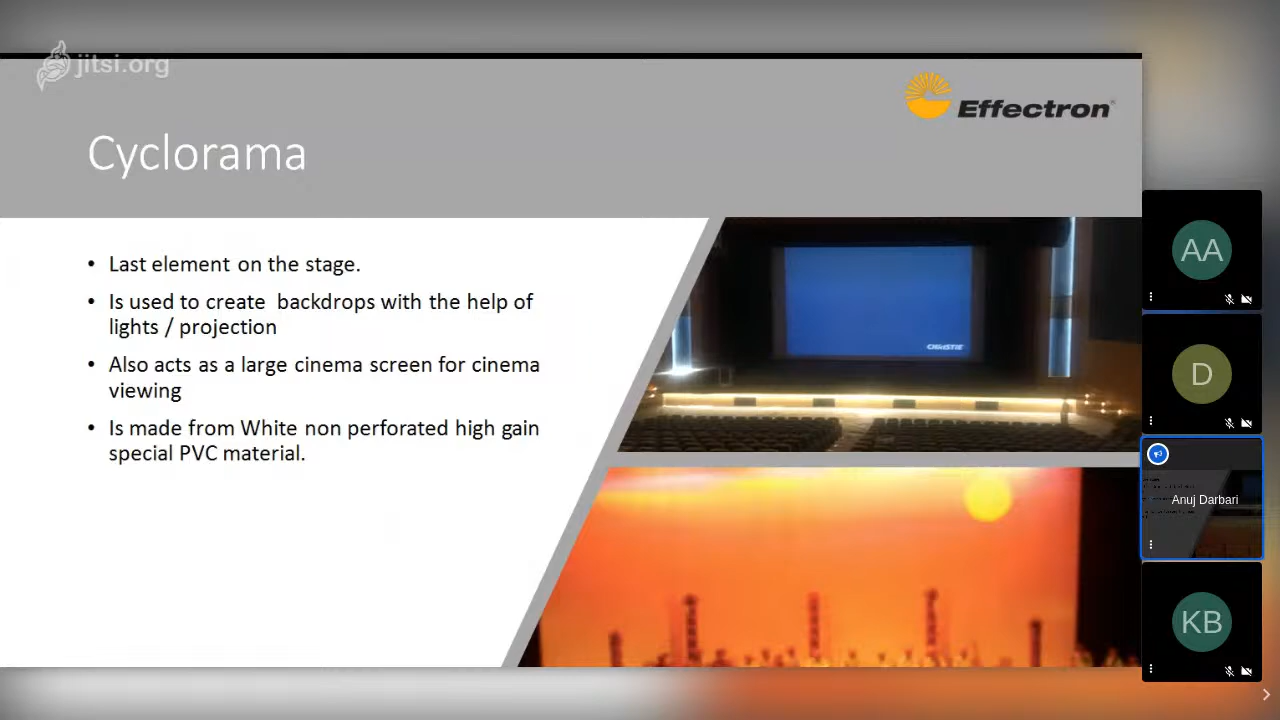 jitsi.org
Effectron
Cyclorama
• Last element on the stage.
• Is used to create backdrops with the help of
lights / projection
• Also acts as a large cinema screen for cinema
viewing
• Is made from White non perforated high gain
special PVC material.
CHRISTIE
AA
D
Anuj Darbari
KB